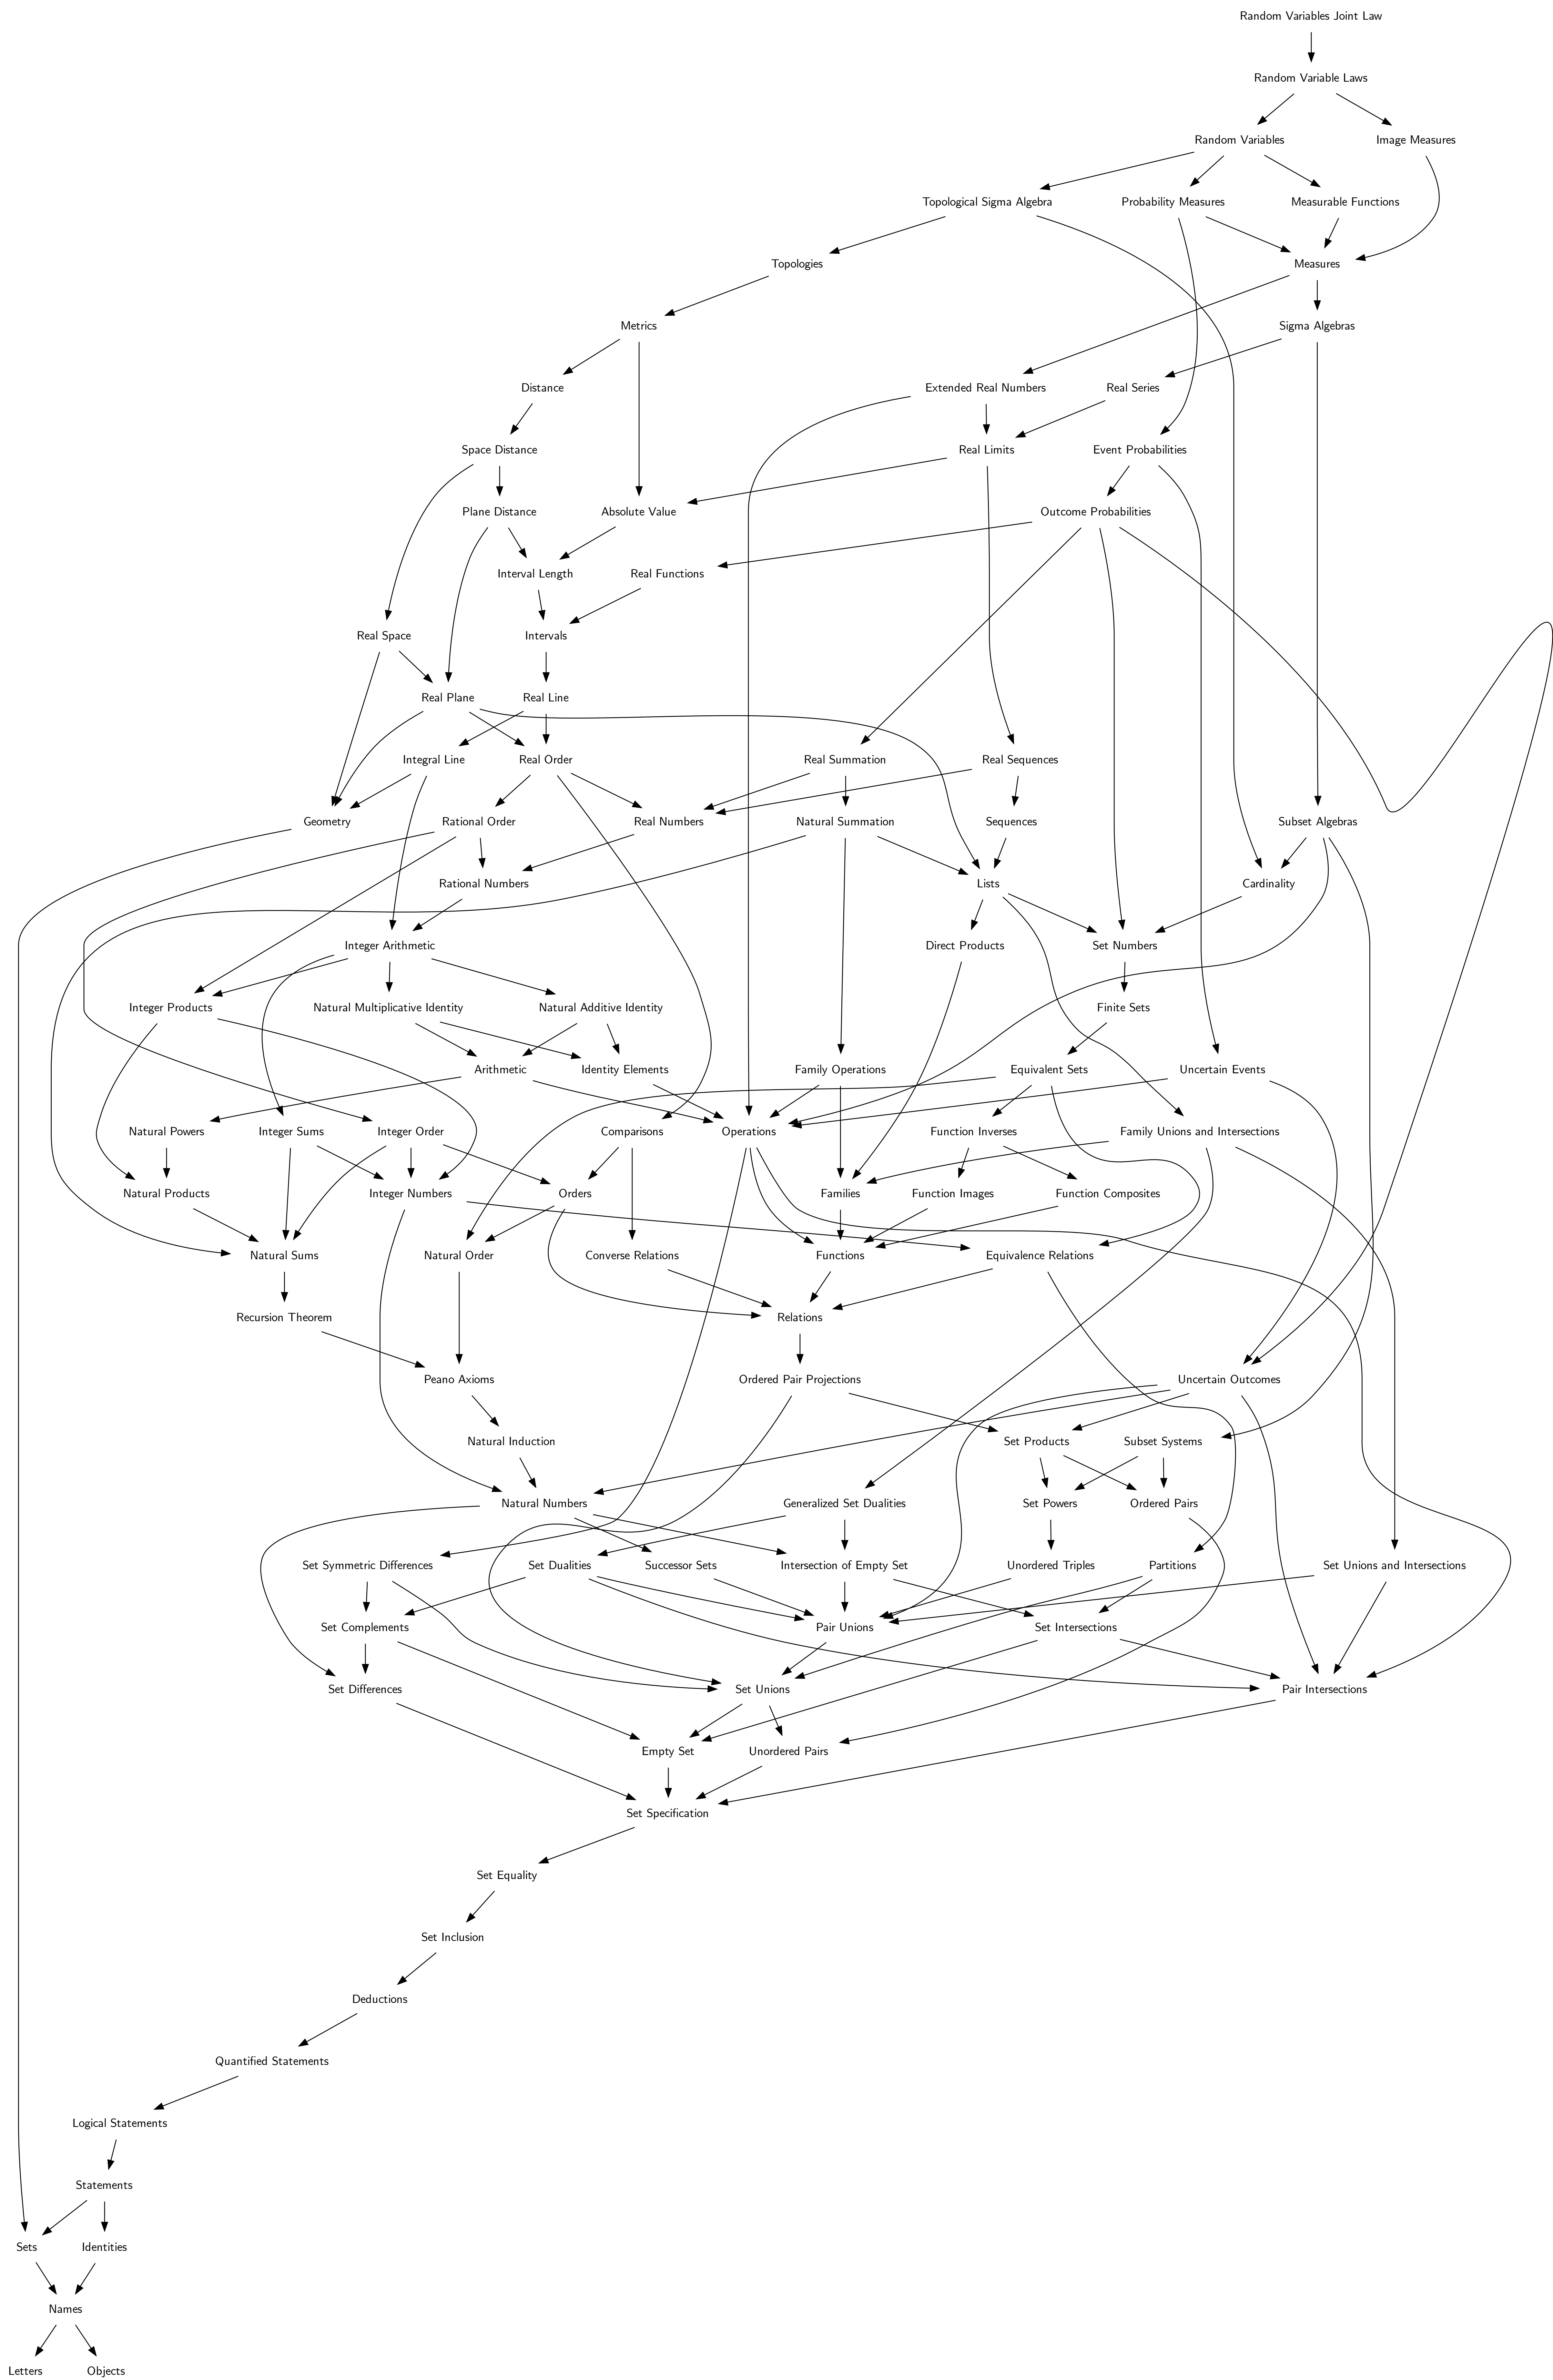 Random Variables Joint Law
Random Variable Laws
Random Variables
Image Measures
Topological Sigma Algebra
Probability Measures
Measurable Functions
Topologies
Measures
Metrics
Sigma Algebras
Distance
Extended Real Numbers
Real Series
Space Distance
Real Limits
Event Probabilities
Plane Distance
Absolute Value
Outcome Probabilities
Interval Length
Real Functions
Real Space
Intervals
Real Plane
Real Line
Integral Line
Real Order
Real Summation
Real Sequences
Geometry
Rational Order
Real Numbers
Natural Summation
Sequences
Subset Algebras
Rational Numbers
Lists
Cardinality
Integer Arithmetic
Direct Products
Set Numbers
Integer Products
Natural Multiplicative Identity
Natural Additive Identity
Finite Sets
Arithmetic
Identity Elements
Family Operations
Equivalent Sets
Uncertain Events
Natural Powers
Integer Sums
Integer Order
Comparisons
Operations
Function Inverses
Family Unions and Intersections
Natural Products
Integer Numbers
Orders
Families
Function Images
Function Composites
Natural Sums
Natural Order
Converse Relations
Functions
Equivalence Relations
Recursion Theorem
Relations
Peano Axioms
Ordered Pair Projections
Uncertain Outcomes
Natural Induction
Set Products
Subset Systems
Natural Numbers
Generalized Set Dualities
Set Powers
Ordered Pairs
Set Symmetric Differences
Set Dualities
Successor Sets
Intersection of Empty Set
Unordered Triples
Partitions
Set Unions and Intersections
Set Complements
Pair Unions
Set Intersections
Set Differences
Set Unions
Pair Intersections
Empty Set
Unordered Pairs
Set Specification
Set Equality
Set Inclusion
Deductions
Quantified Statements
Logical Statements
Statements
Sets
Identities
Names
Letters
Objects